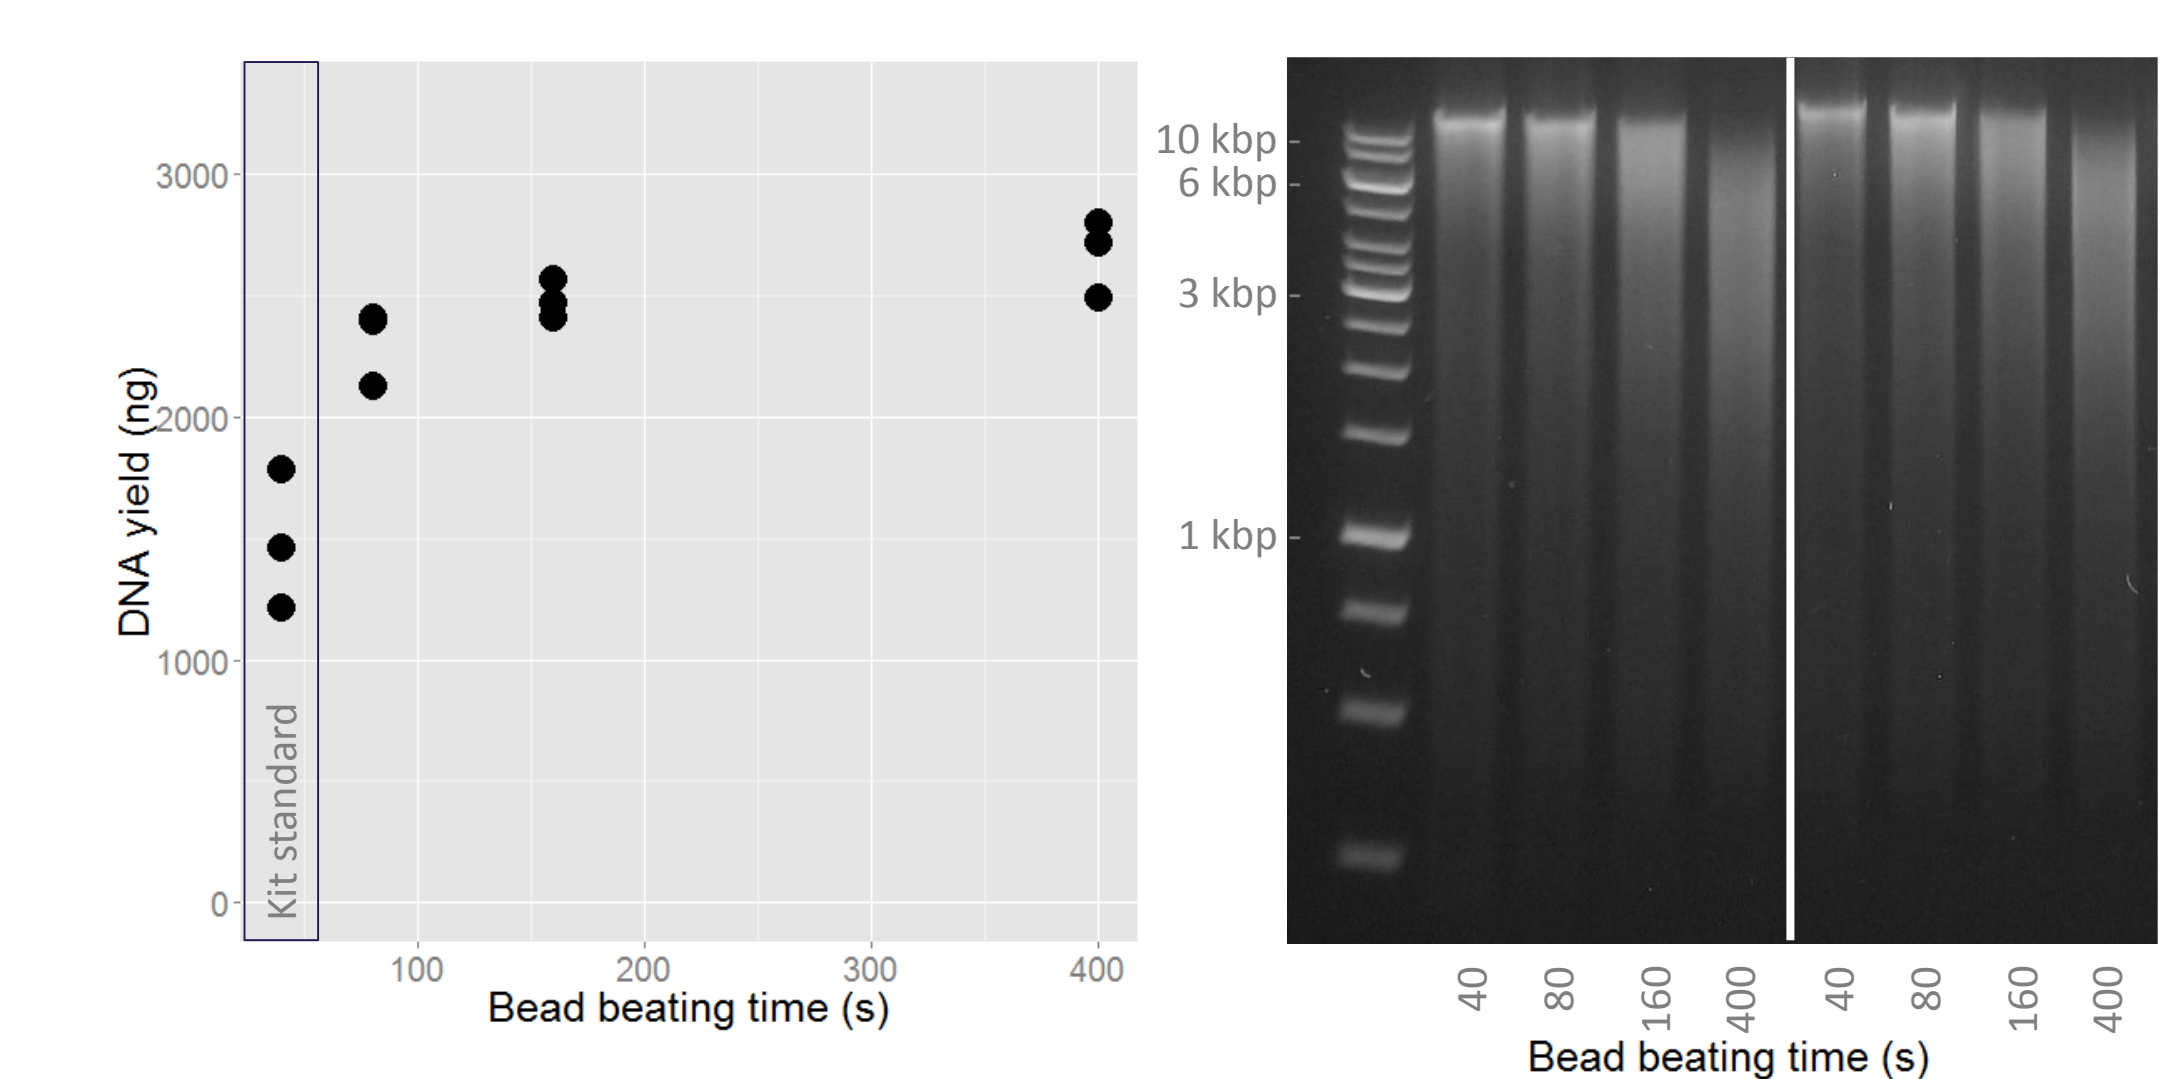 3000
2000
1000
0
DNA yield (ng)
Kit standard
100 200 300 400
Bead beating time (s)
10 kbp
6 kbp
3 kbp
1 kbp
40 80 160 400 40 80 160 400
Bead beating time (s)